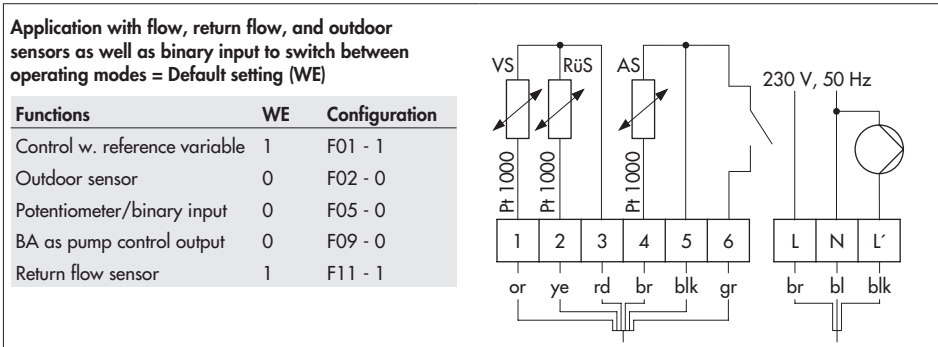 Application with flow, return flow, and outdoor
sensors as well as binary input to switch between
operating modes = Default setting (WE)
Functions WE Configuration
Control w. reference variable 1 F01 - 1
Outdoor sensor 0 F02 - 0
Potentiometer/binary input 0 F05 - 0
BA as pump control output 0 F09 - 0
Return flow sensor 1 F11 - 1
VS RüS AS
230 V, 50 Hz
Pt 1000 Pt 1000 Pt 1000
1 2 3 4 5 6 L N L´
or ye rd br blk gr br bl blk